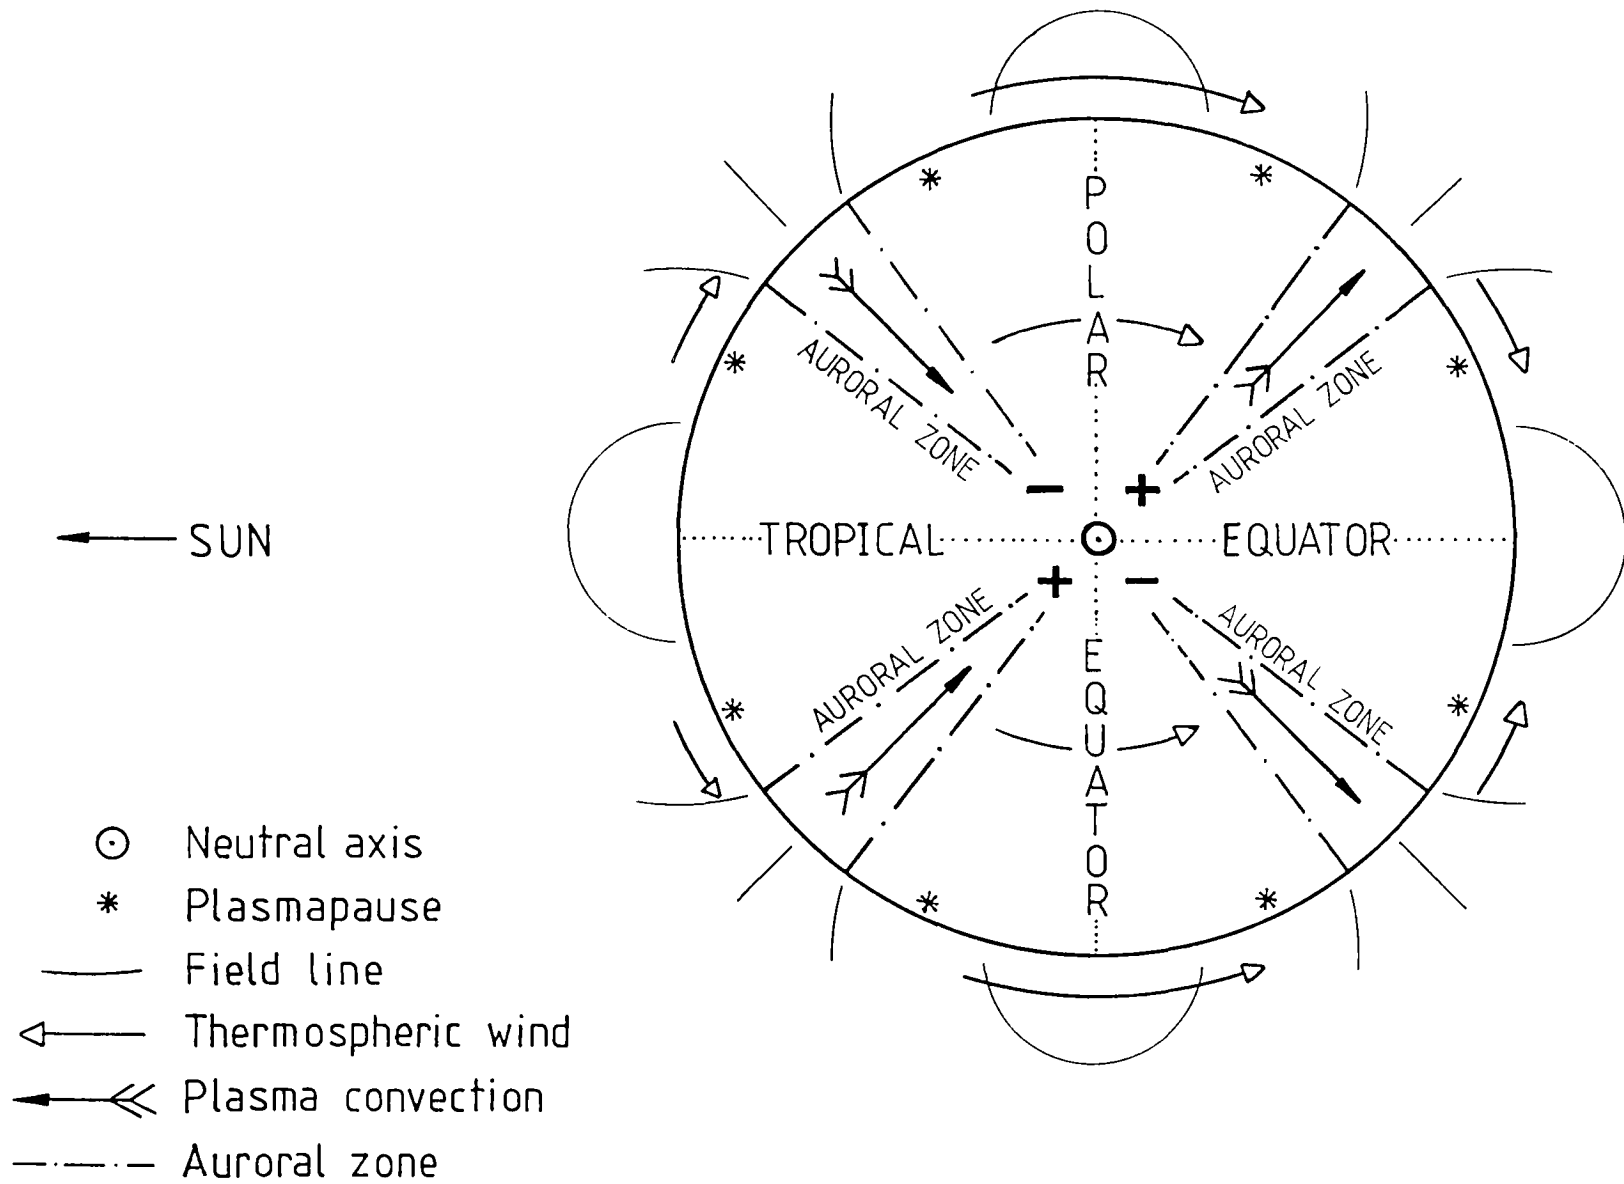 POLAR
AURORAL ZONE
AURORAL ZONE
− +
SUN
TROPICAL EQUATOR
+ −
AURORAL ZONE
AURORAL ZONE
EQUATOR
Neutral axis
Plasmapause
Field line
Thermospheric wind
Plasma convection
Auroral zone